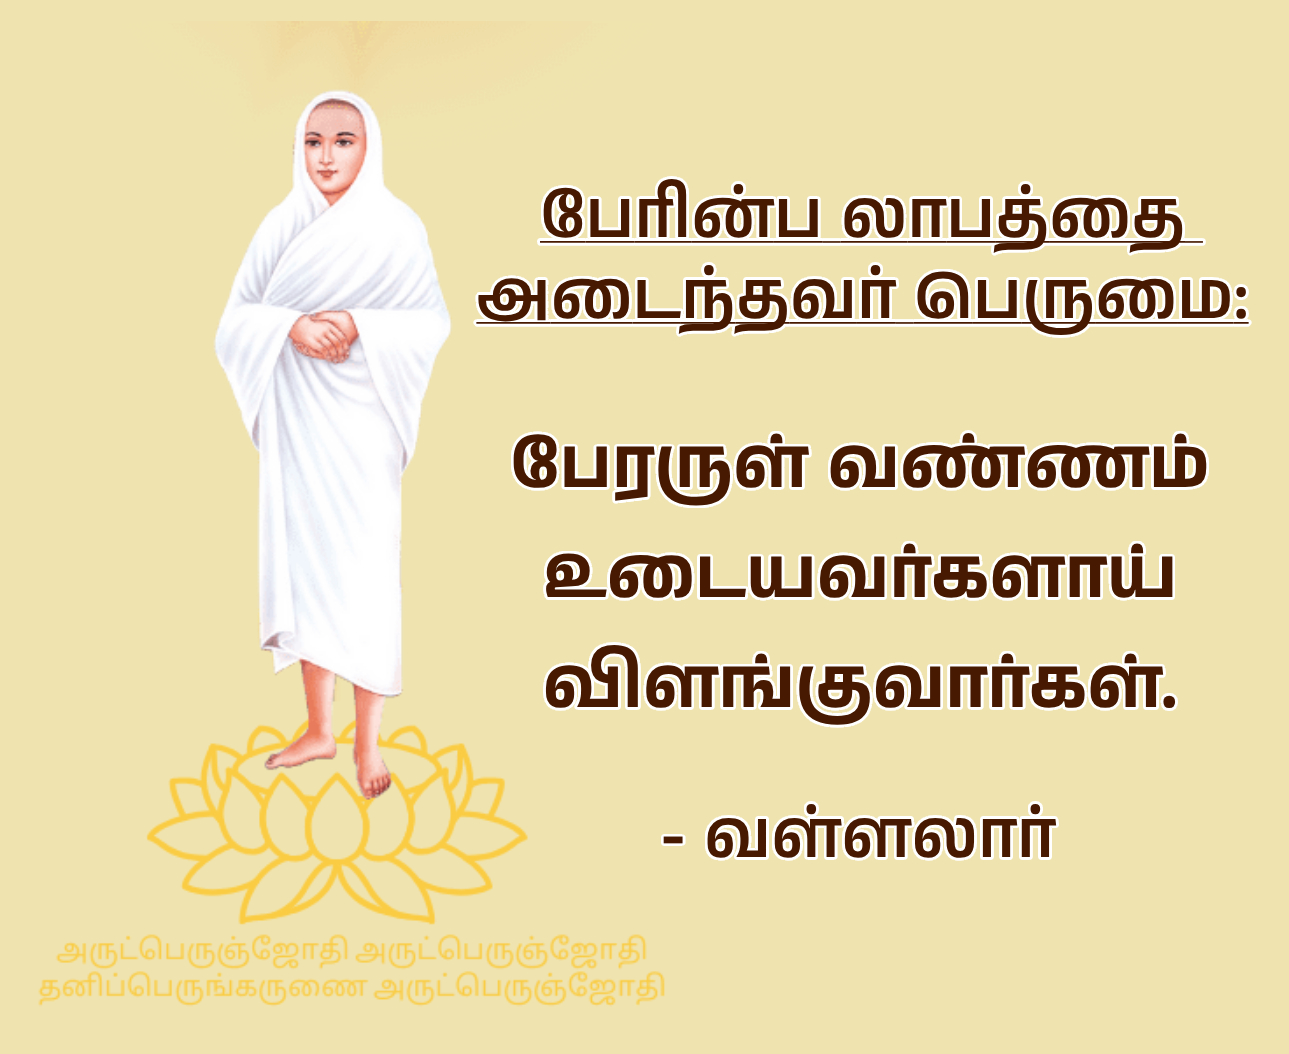 பேரின்ப லாபத்தை
அடைந்தவர் பெருமை:
பேரருள் வண்ணம்
உடையவர்களாய்
விளங்குவார்கள்.
- வள்ளலார்
அருட்பெருஞ்ஜோதி அருட்பெருஞ்ஜோதி
தனிப்பெருங்கருணை அருட்பெருஞ்ஜோதி